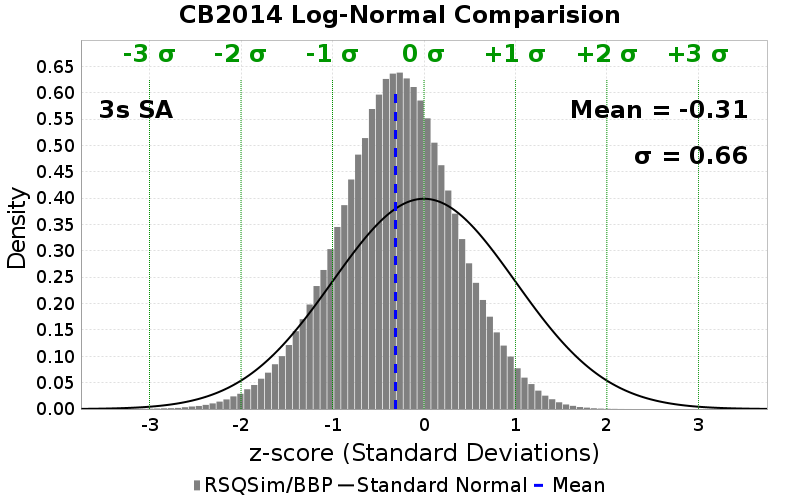 CB2014 Log-Normal Comparision
-3 σ -2 σ -1 σ 0 σ +1 σ +2 σ +3 σ
3s SA
Mean = -0.31
σ = 0.66
Density
0.65
0.60
0.55
0.50
0.45
0.40
0.35
0.30
0.25
0.20
0.15
0.10
0.05
0.00
-3 -2 -1 0 1 2 3
z-score (Standard Deviations)
RSQSim/BBP Standard Normal Mean